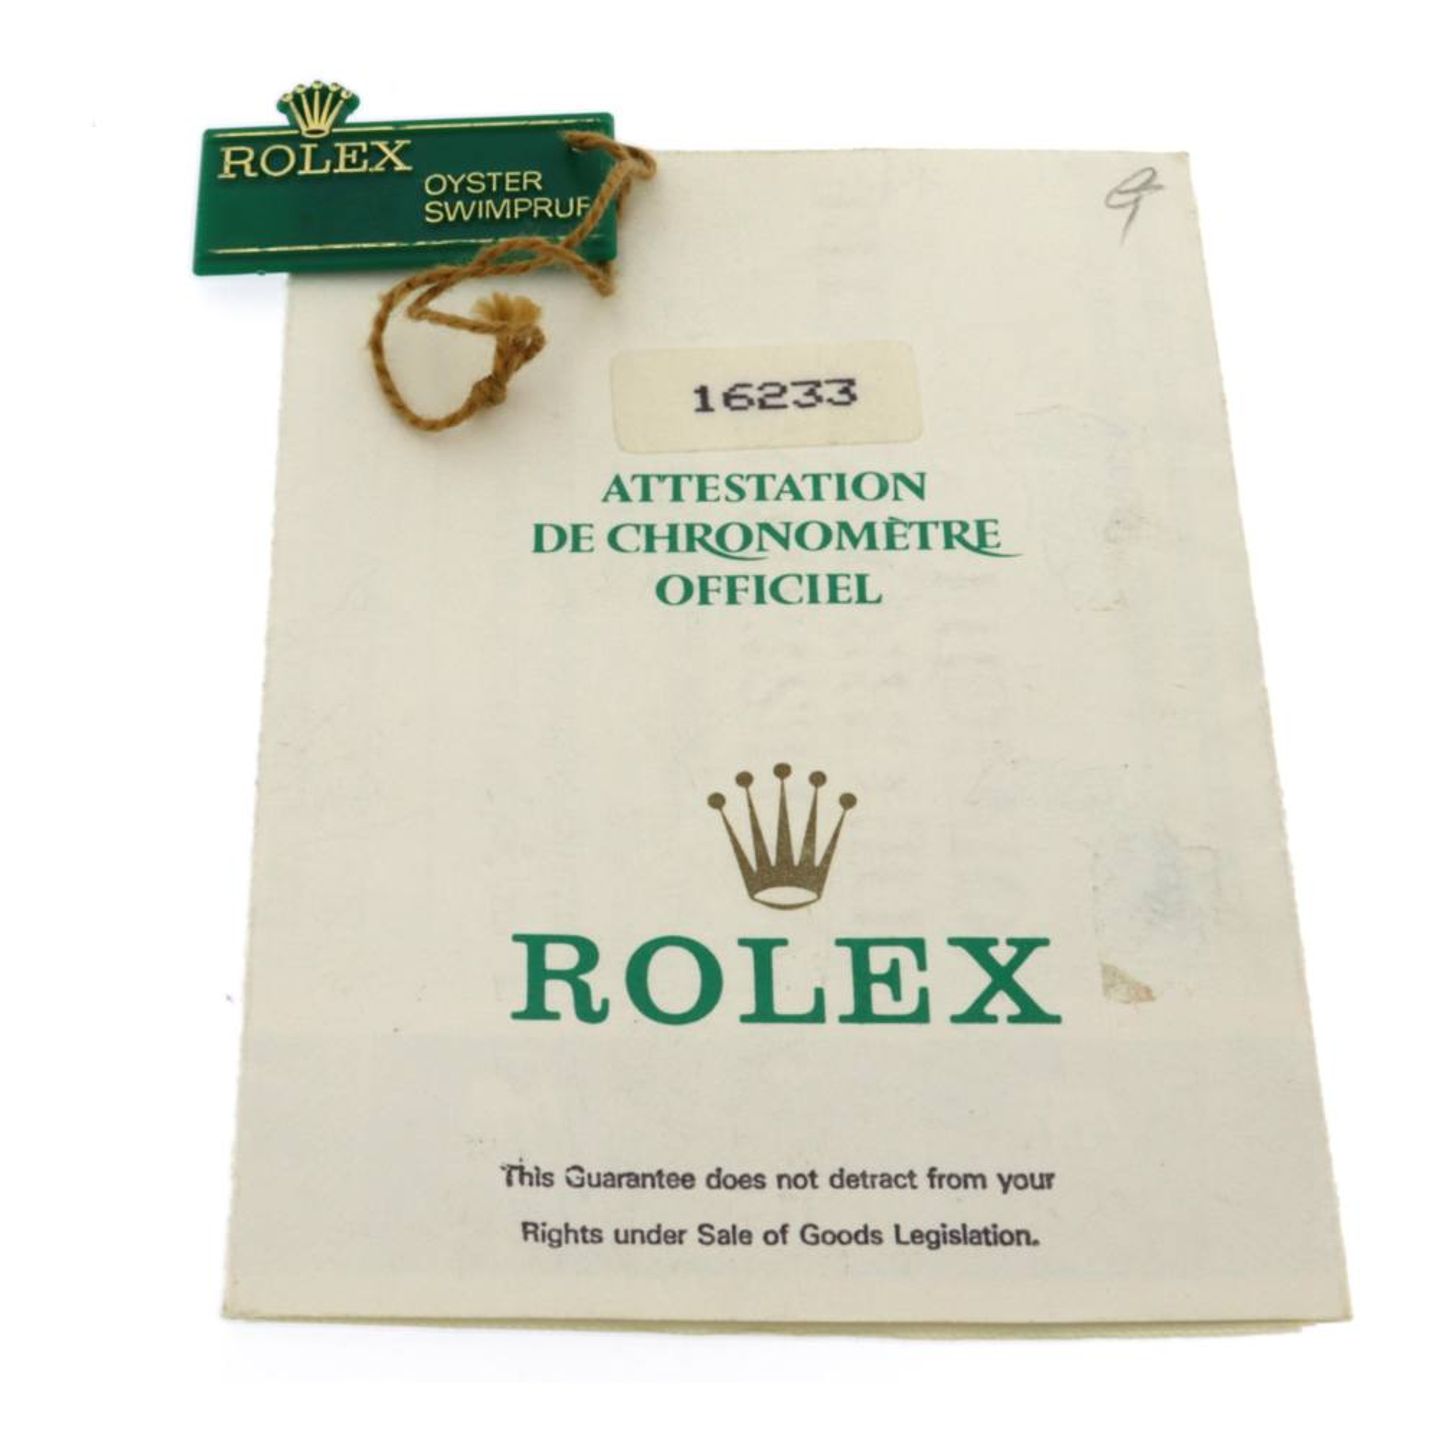 ROLEX
OYSTER
SWIMPRUF
16233
ATTESTATION
DE CHRONOMÈTRE
OFFICIEL
ROLEX
This Guarantee does not detract from your
Rights under Sale of Goods Legislation.